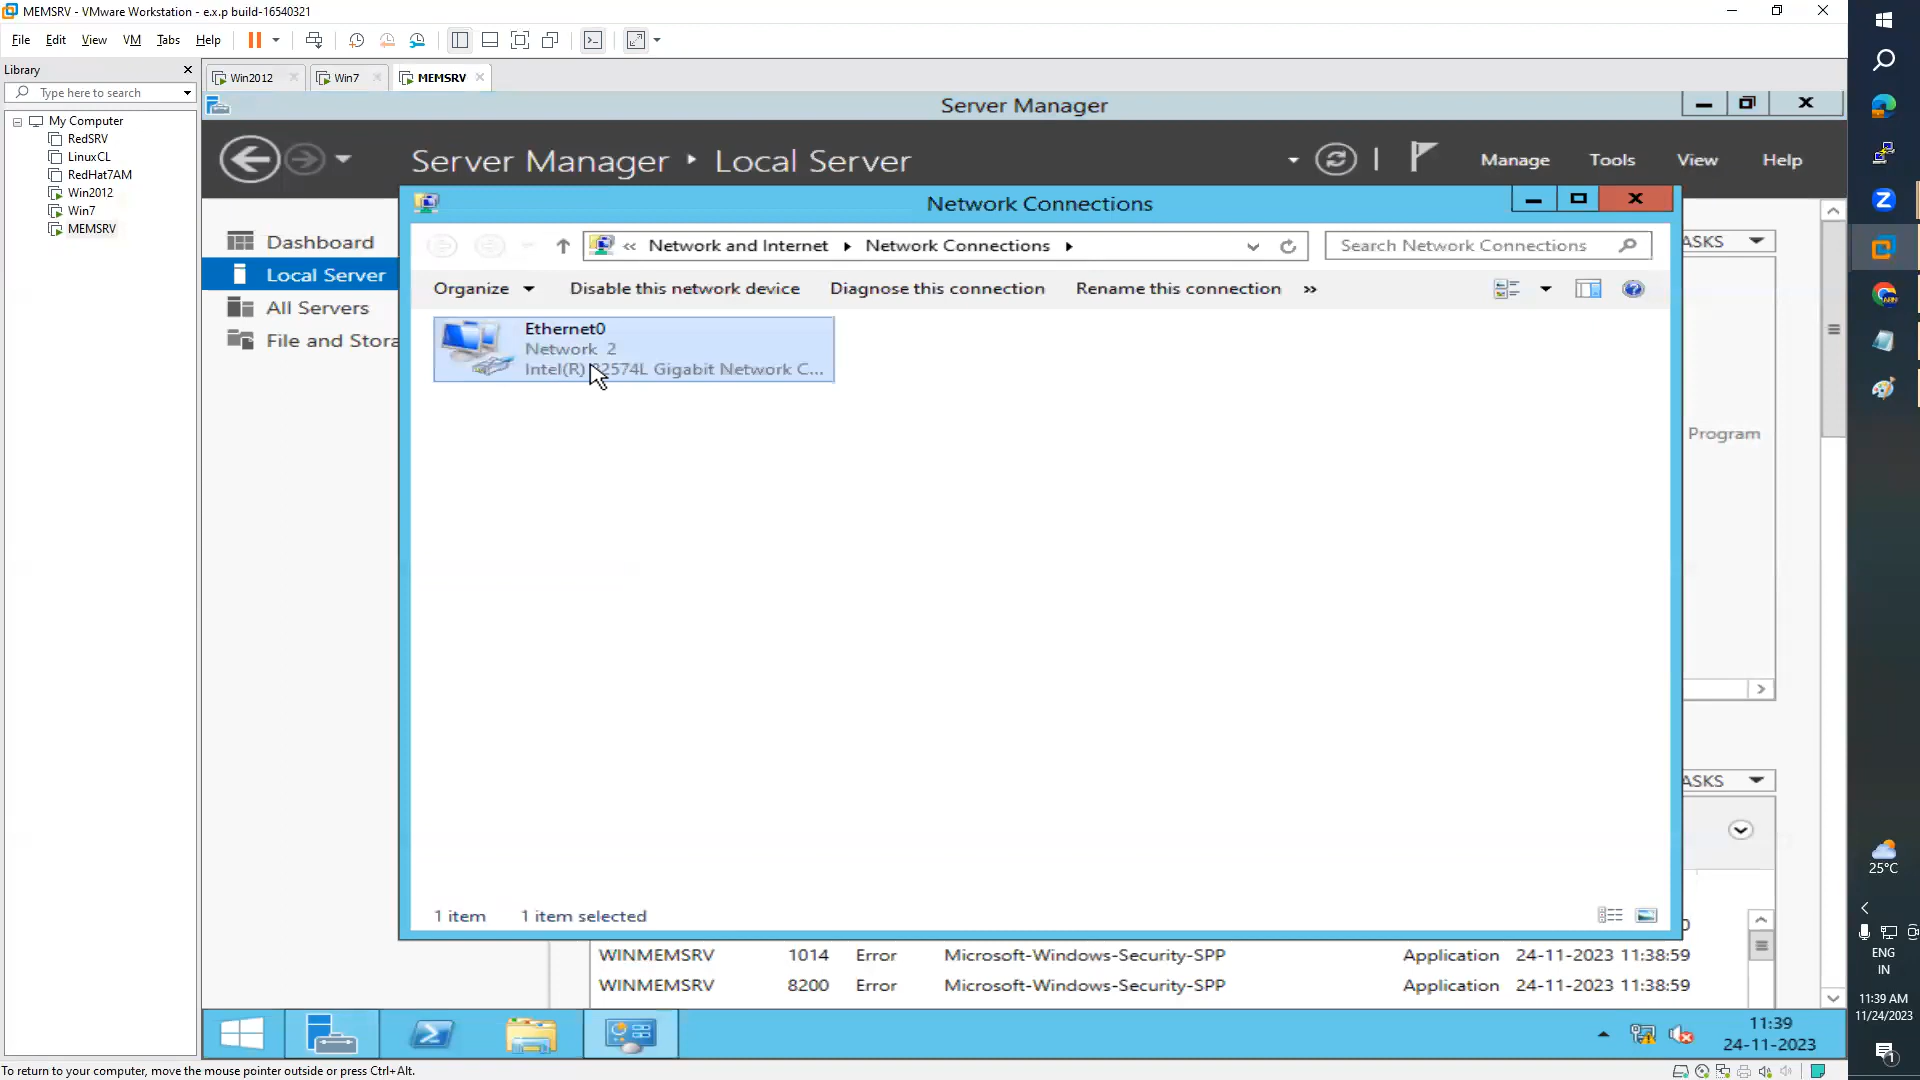 MEMSRV - VMware Workstation - e.x.p build-16540321
File Edit View VM Tabs Help
Library
Type here to search
My Computer
RedSRV
LinuxCL
RedHat7AM
Win2012
Win7
MEMSRV
Win2012
Win7
MEMSRV
Server Manager
Server Manager Local Server
Manage Tools View Help
Dashboard
Local Server
All Servers
File and Stora
ASKS
Program
Network Connections
« Network and Internet Network Connections
Search Network Connections
Organize Disable this network device Diagnose this connection Rename this connection »
Ethernet0
Network 2
Intel(R) 82574L Gigabit Network C...
1 item 1 item selected
ASKS
WINMEMSRV 1014 Error Microsoft-Windows-Security-SPP Application 24-11-2023 11:38:59
WINMEMSRV 8200 Error Microsoft-Windows-Security-SPP Application 24-11-2023 11:38:59
11:39
24-11-2023
To return to your computer, move the mouse pointer outside or press Ctrl+Alt.
25°C
ENG
IN
11:39 AM
11/24/2023
1